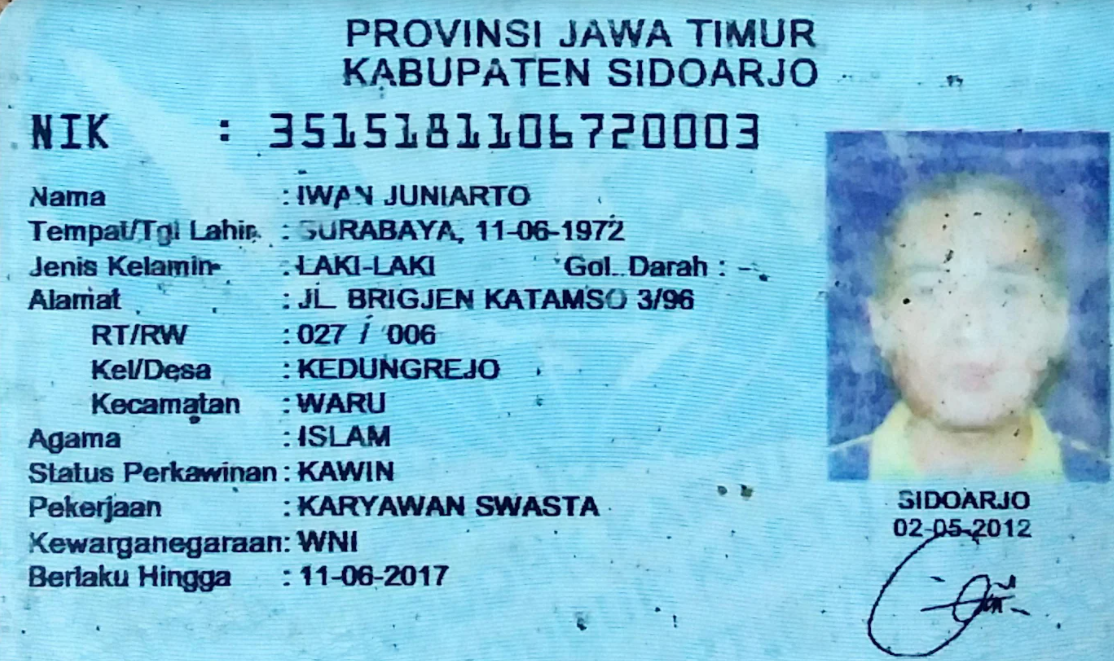 PROVINSI JAWA TIMUR
KABUPATEN SIDOARJO
NIK : 3515181106720003
Nama : IWAN JUNIARTO
Tempat/Tgl Lahir : SURABAYA, 11-06-1972
Jenis Kelamin : LAKI-LAKI Gol. Darah : -
Alamat : JL. BRIGJEN KATAMSO 3/96
RT/RW : 027 / 006
Kel/Desa : KEDUNGREJO
Kecamatan : WARU
Agama : ISLAM
Status Perkawinan : KAWIN
Pekerjaan : KARYAWAN SWASTA
Kewarganegaraan : WNI
Berlaku Hingga : 11-06-2017
SIDOARJO
02-05-2012